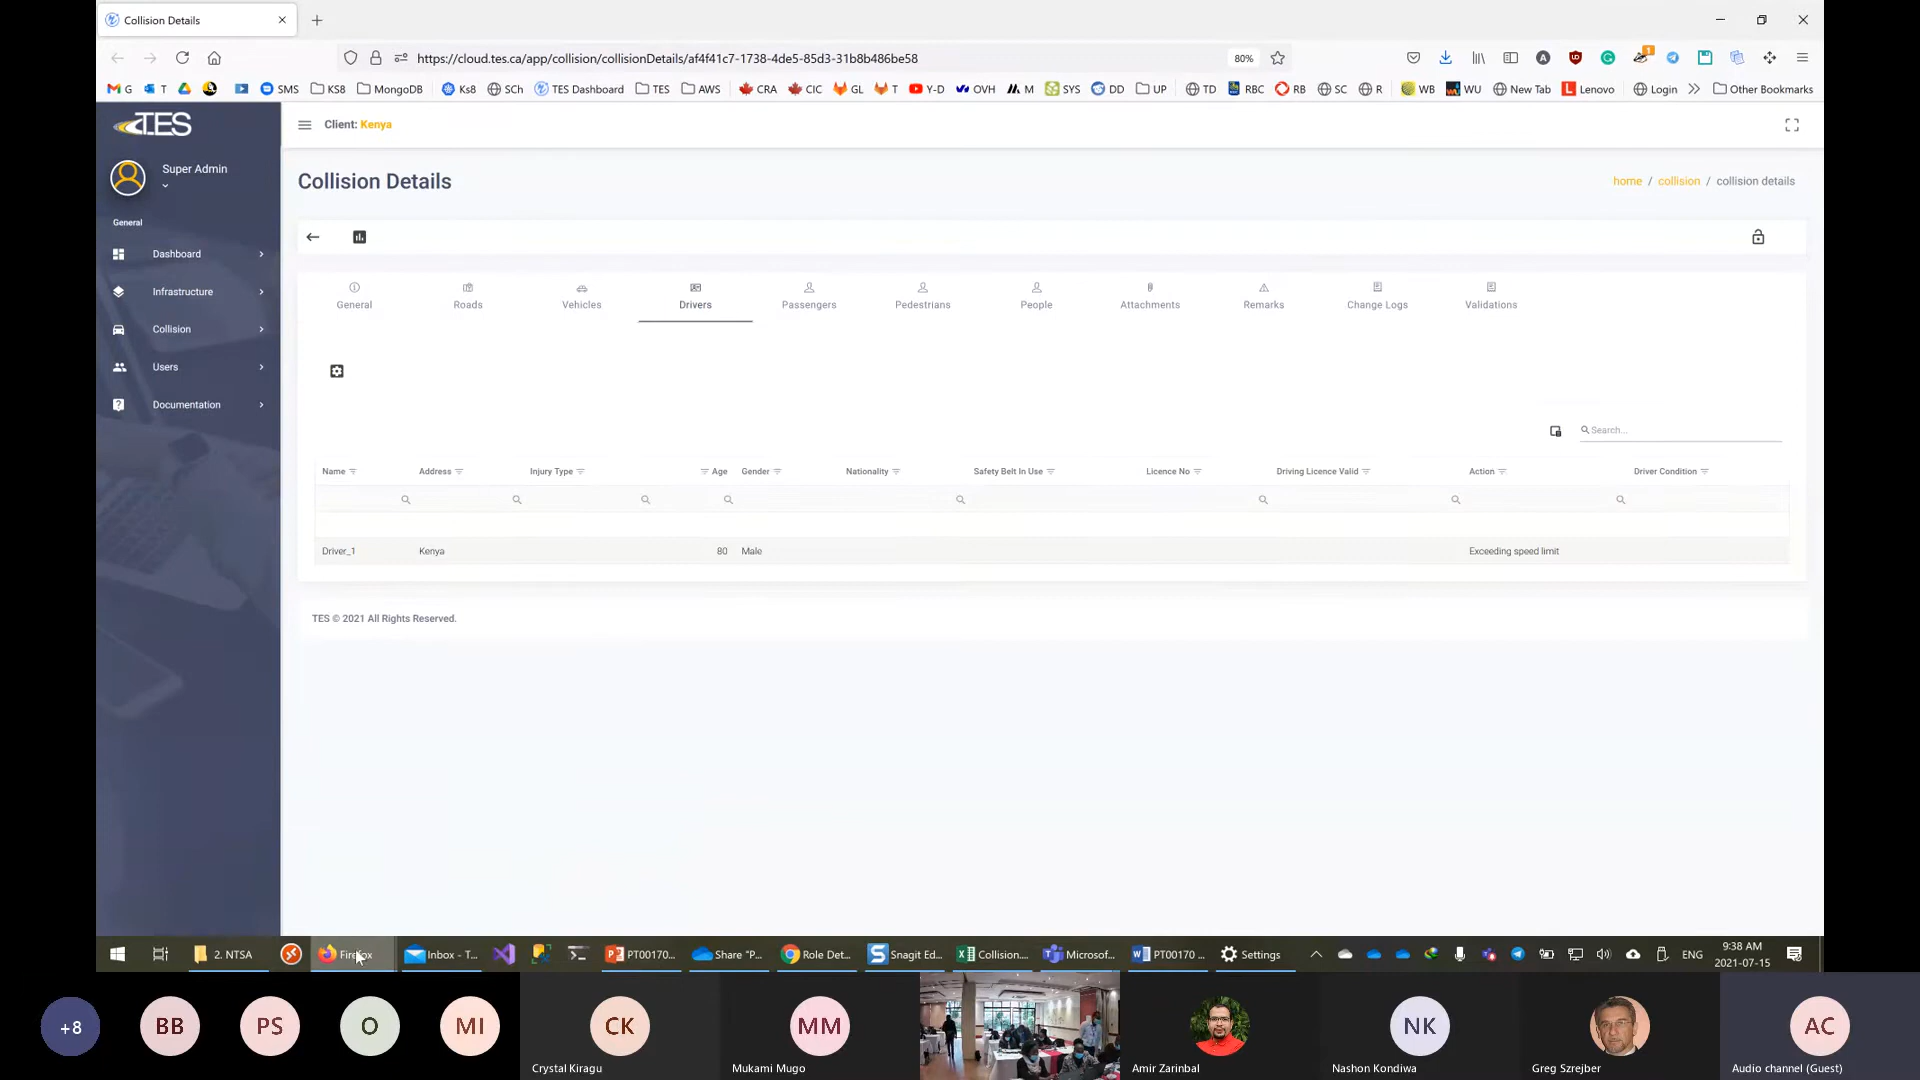 Collision Details
https://cloud.tes.ca/app/collision/collisionDetails/af4f41c7-1738-4de5-85d3-31b8b486be58
80%
G T SMS KS8 MongoDB Ks8 SCh TES Dashboard TES AWS CRA CIC GL T Y-D OVH M SYS DD UP TD RBC RB SC R WB WU New Tab Lenovo Login Other Bookmarks
TES
Client: Kenya
Super Admin
Collision Details
home / collision / collision details
General
Dashboard
Infrastructure
Collision
Users
Documentation
General Roads Vehicles Drivers Passengers Pedestrians People Attachments Remarks Change Logs Validations
Search...
Name Address Injury Type Age Gender Nationality Safety Belt In Use Licence No Driving Licence Valid Action Driver Condition
Driver_1 Kenya 80 Male Exceeding speed limit
TES © 2021 All Rights Reserved.
2. NTSA
Inbox - T...
PT00170...
Share "P...
Role Det...
Snagit Ed...
Collision....
Microsof...
PT00170 ...
Settings
ENG
9:38 AM
2021-07-15
+8
BB
PS
O
MI
CK
Crystal Kiragu
MM
Mukami Mugo
Amir Zarinbal
NK
Nashon Kondiwa
Greg Szrejber
AC
Audio channel (Guest)